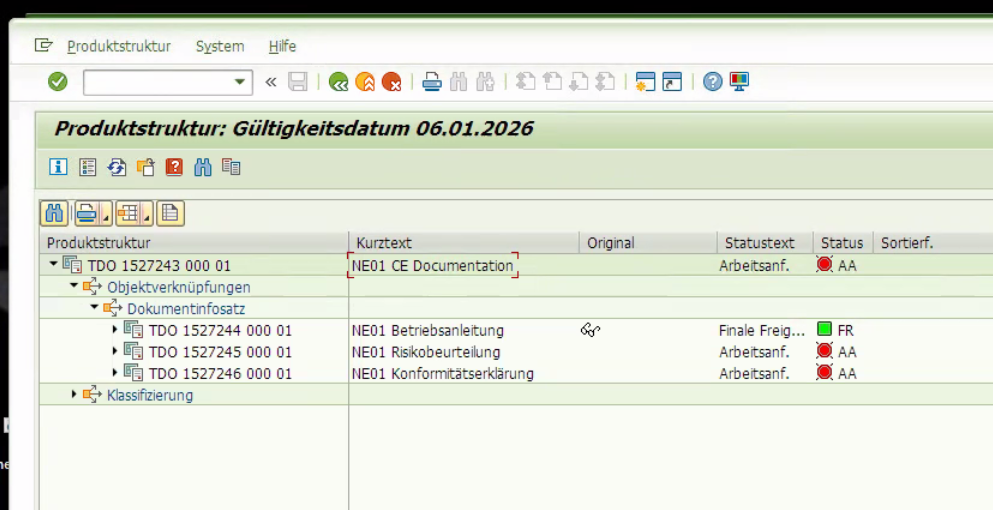 Produktstruktur System Hilfe
Produktstruktur: Gültigkeitsdatum 06.01.2026
Produktstruktur Kurztext Original Statustext Status Sortierf.
TDO 1527243 000 01 NE01 CE Documentation Arbeitsanf. AA
Objektverknüpfungen
Dokumentinfosatz
TDO 1527244 000 01 NE01 Betriebsanleitung Finale Freig... FR
TDO 1527245 000 01 NE01 Risikobeurteilung Arbeitsanf. AA
TDO 1527246 000 01 NE01 Konformitätserklärung Arbeitsanf. AA
Klassifizierung